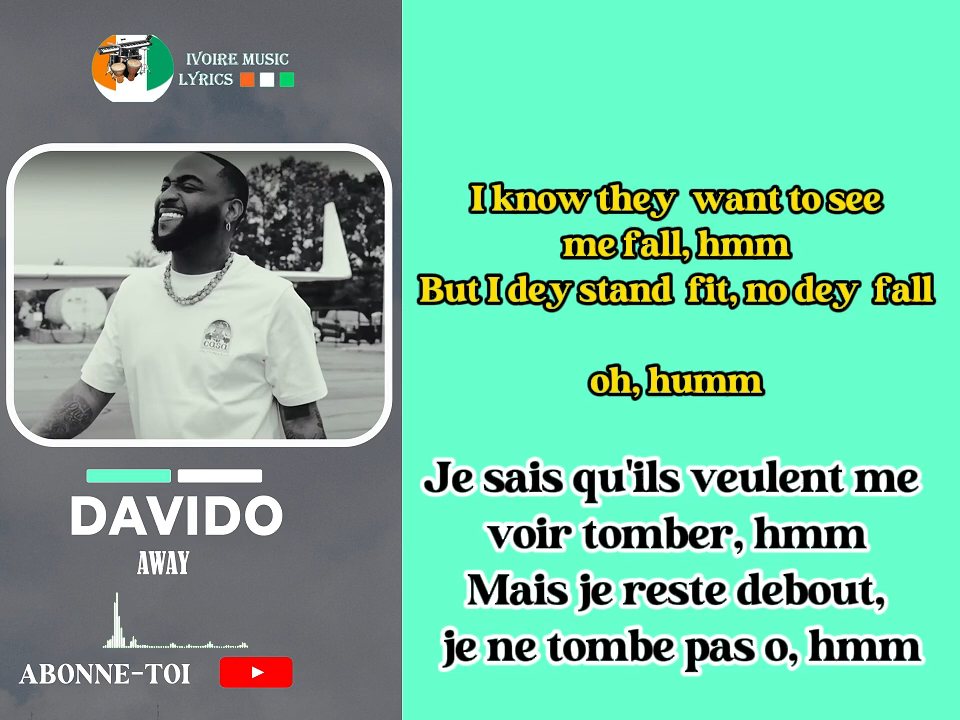 IVOIRE MUSIC
LYRICS
casa
DAVIDO
AWAY
ABONNE-TOI
I know they want to see
me fall, hmm
But I dey stand fit, no dey fall
oh, humm
Je sais qu'ils veulent me
voir tomber, hmm
Mais je reste debout,
je ne tombe pas o, hmm